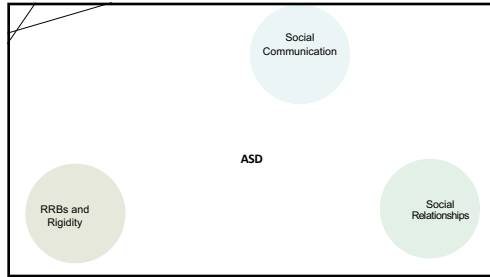 Social
Communication
ASD
RRBs and
Rigidity
Social
Relationships